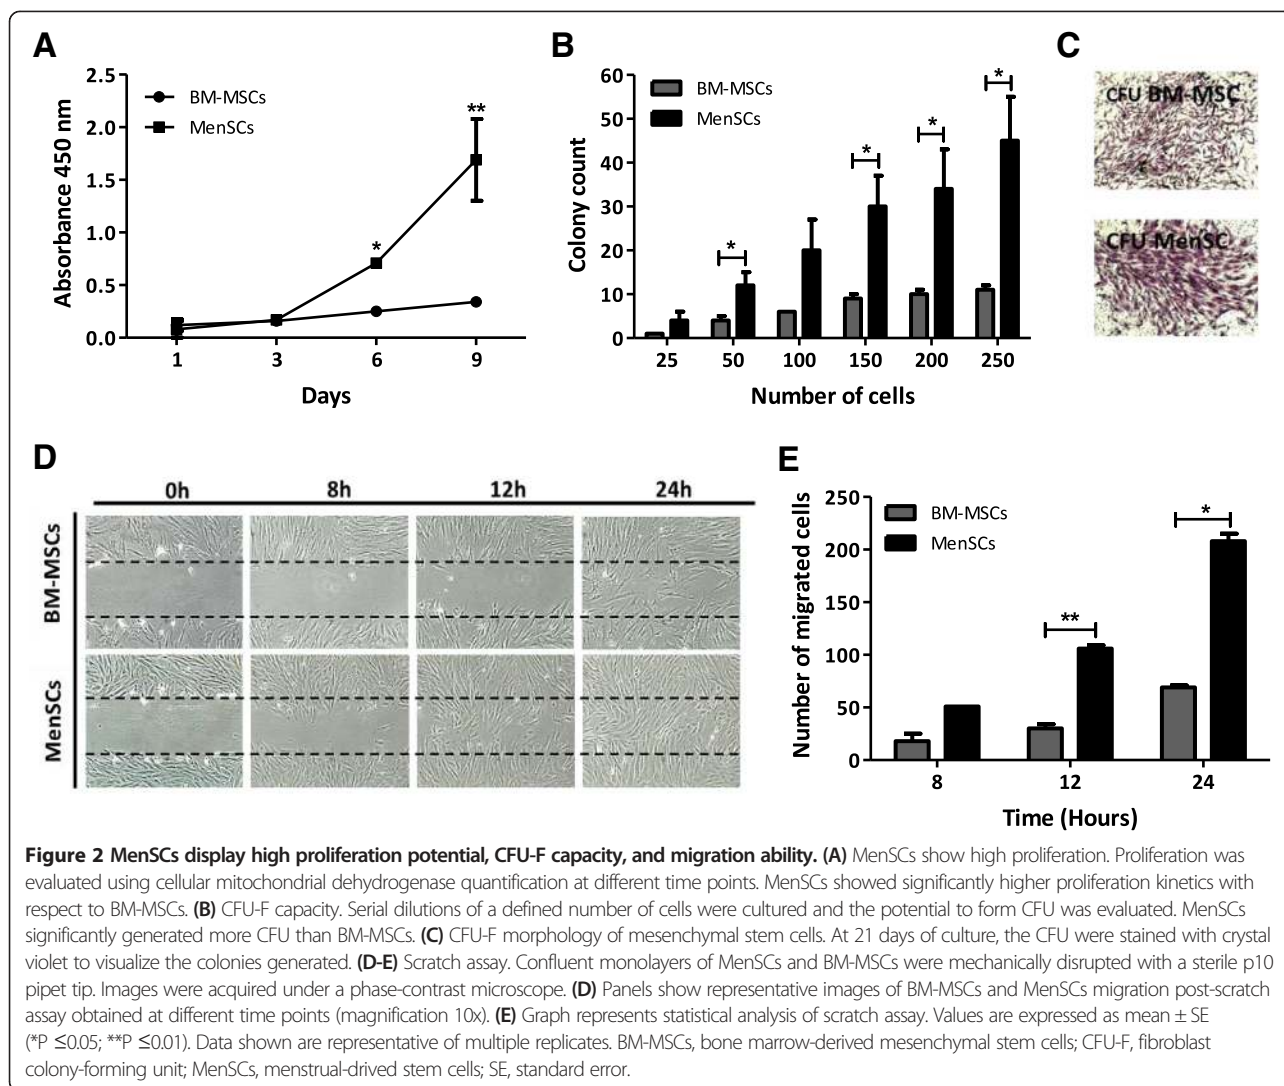 A
2.5
2.0
1.5
1.0
0.5
0.0
Absorbance 450 nm
BM-MSCs
MenSCs
*
**
1 3 6 9
Days
B
60
50
40
30
20
10
0
Colony count
BM-MSCs
MenSCs
*
*
*
*
25 50 100 150 200 250
Number of cells
C
CFU BM-MSC
CFU MenSC
D
0h 8h 12h 24h
BM-MSCs
MenSCs
E
250
200
150
100
50
0
Number of migrated cells
BM-MSCs
MenSCs
**
*
8 12 24
Time (Hours)
Figure 2 MenSCs display high proliferation potential, CFU-F capacity, and migration ability. (A) MenSCs show high proliferation. Proliferation was
evaluated using cellular mitochondrial dehydrogenase quantification at different time points. MenSCs showed significantly higher proliferation kinetics with
respect to BM-MSCs. (B) CFU-F capacity. Serial dilutions of a defined number of cells were cultured and the potential to form CFU was evaluated. MenSCs
significantly generated more CFU than BM-MSCs. (C) CFU-F morphology of mesenchymal stem cells. At 21 days of culture, the CFU were stained with crystal
violet to visualize the colonies generated. (D-E) Scratch assay. Confluent monolayers of MenSCs and BM-MSCs were mechanically disrupted with a sterile p10
pipet tip. Images were acquired under a phase-contrast microscope. (D) Panels show representative images of BM-MSCs and MenSCs migration post-scratch
assay obtained at different time points (magnification 10x). (E) Graph represents statistical analysis of scratch assay. Values are expressed as mean ± SE
(*P ≤0.05; **P ≤0.01). Data shown are representative of multiple replicates. BM-MSCs, bone marrow-derived mesenchymal stem cells; CFU-F, fibroblast
colony-forming unit; MenSCs, menstrual-drived stem cells; SE, standard error.